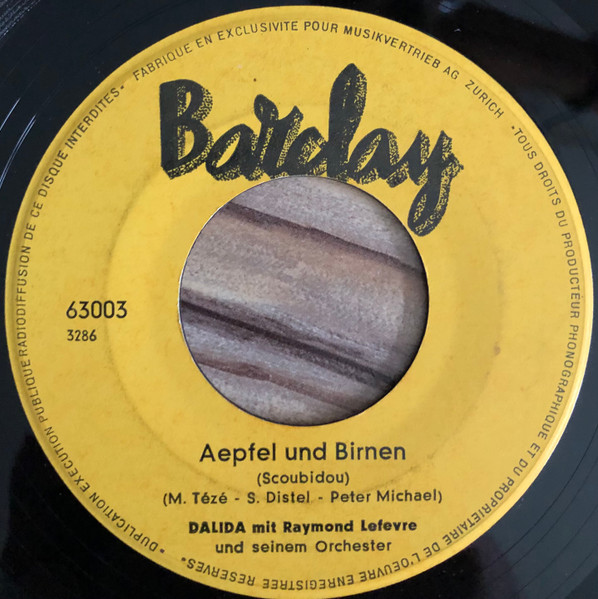 • FABRIQUE EN EXCLUSIVITE POUR MUSIKVERTRIEB AG. ZURICH • TOUS DROITS DU PRODUCTEUR PHONOGRAPHIQUE ET DU PROPRIETAIRE DE L'OEUVRE ENREGISTREE RESERVES • DUPLICATION EXECUTION PUBLIQUE RADIODIFFUSION DE CE DISQUE INTERDITES
Barclay
63003
3286
Aepfel und Birnen
(Scoubidou)
(M. Tézé - S. Distel - Peter Michael)
DALIDA mit Raymond Lefevre
und seinem Orchester